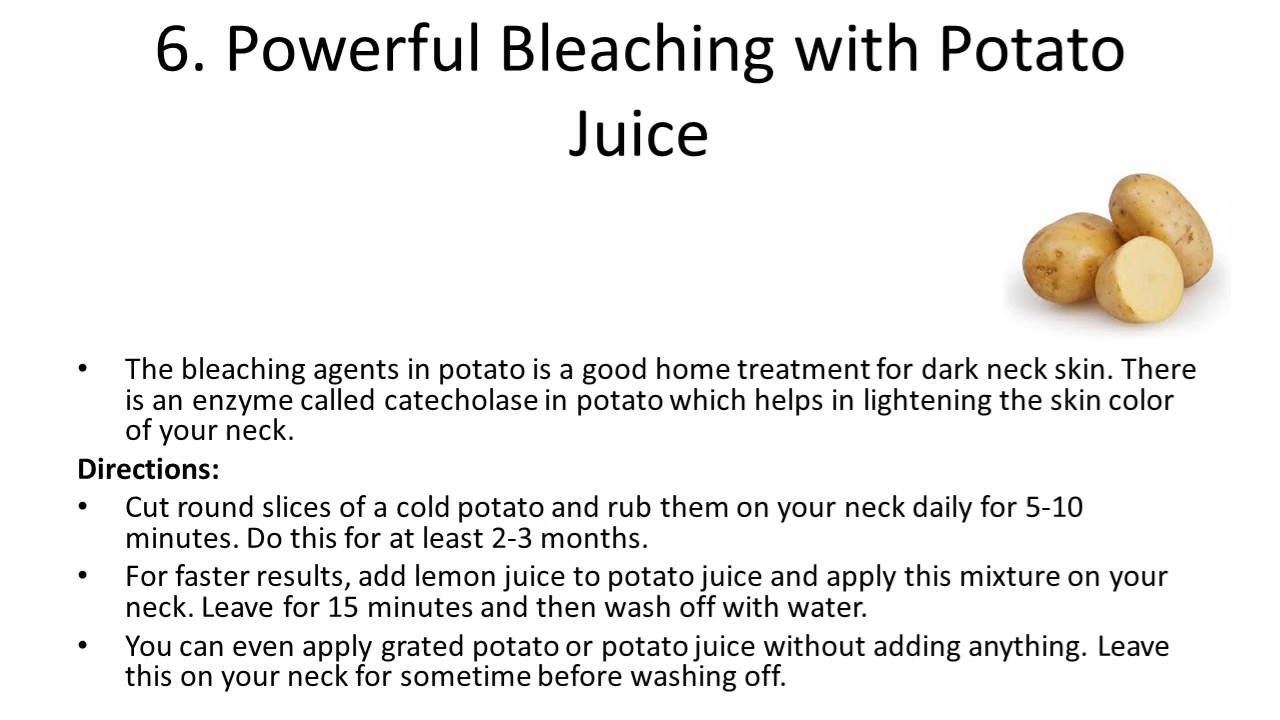 6. Powerful Bleaching with Potato
Juice
• The bleaching agents in potato is a good home treatment for dark neck skin. There
is an enzyme called catecholase in potato which helps in lightening the skin color
of your neck.
Directions:
• Cut round slices of a cold potato and rub them on your neck daily for 5-10
minutes. Do this for at least 2-3 months.
• For faster results, add lemon juice to potato juice and apply this mixture on your
neck. Leave for 15 minutes and then wash off with water.
• You can even apply grated potato or potato juice without adding anything. Leave
this on your neck for sometime before washing off.